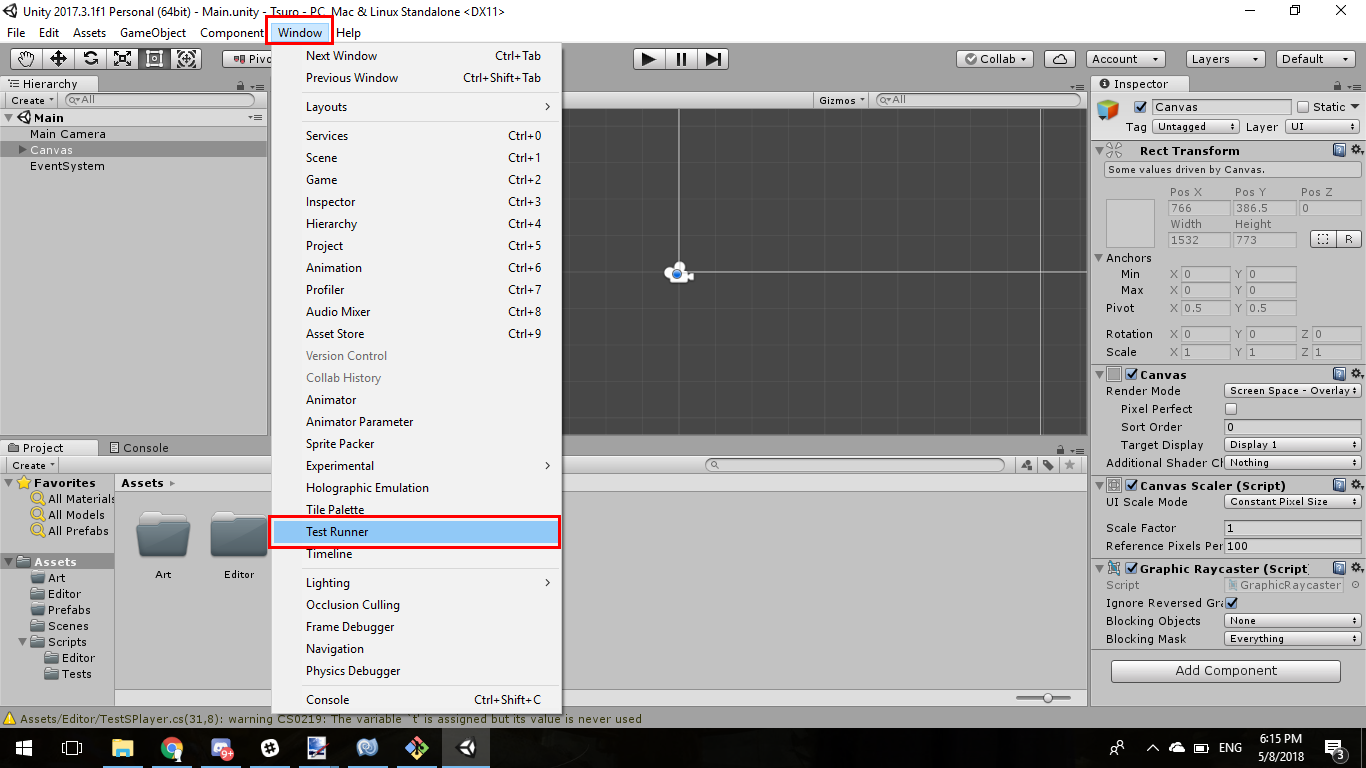 Unity 2017.3.1f1 Personal (64bit) - Main.unity - Tsuro - PC, Mac & Linux Standalone <DX11>
File Edit Assets GameObject Component Window Help
Pivo
Collab
Account
Layers
Default
Hierarchy
Create
All
Main
Main Camera
Canvas
EventSystem
Next Window Ctrl+Tab
Previous Window Ctrl+Shift+Tab
Layouts
Services Ctrl+0
Scene Ctrl+1
Game Ctrl+2
Inspector Ctrl+3
Hierarchy Ctrl+4
Project Ctrl+5
Animation Ctrl+6
Profiler Ctrl+7
Audio Mixer Ctrl+8
Asset Store Ctrl+9
Version Control
Collab History
Animator
Animator Parameter
Sprite Packer
Experimental
Holographic Emulation
Tile Palette
Test Runner
Timeline
Lighting
Occlusion Culling
Frame Debugger
Navigation
Physics Debugger
Console Ctrl+Shift+C
Gizmos
All
Inspector
Canvas
Static
Tag Untagged Layer UI
Rect Transform
Some values driven by Canvas.
Pos X Pos Y Pos Z
766 386.5 0
Width Height
1532 773
R
Anchors
Min X 0 Y 0
Max X 0 Y 0
Pivot X 0.5 Y 0.5
Rotation X 0 Y 0 Z 0
Scale X 1 Y 1 Z 1
Canvas
Render Mode Screen Space - Overlay
Pixel Perfect
Sort Order 0
Target Display Display 1
Additional Shader Ch Nothing
Canvas Scaler (Script)
UI Scale Mode Constant Pixel Size
Scale Factor 1
Reference Pixels Per 100
Graphic Raycaster (Script)
Script GraphicRaycaster
Ignore Reversed Gra
Blocking Objects None
Blocking Mask Everything
Add Component
Project
Console
Create
Favorites
All Materials
All Models
All Prefabs
Assets
Art
Editor
Prefabs
Scenes
Scripts
Editor
Tests
Assets
Art
Editor
Assets/Editor/TestSPlayer.cs(31,8): warning CS0219: The variable `t' is assigned but its value is never used
9+
ENG
6:15 PM
5/8/2018
3